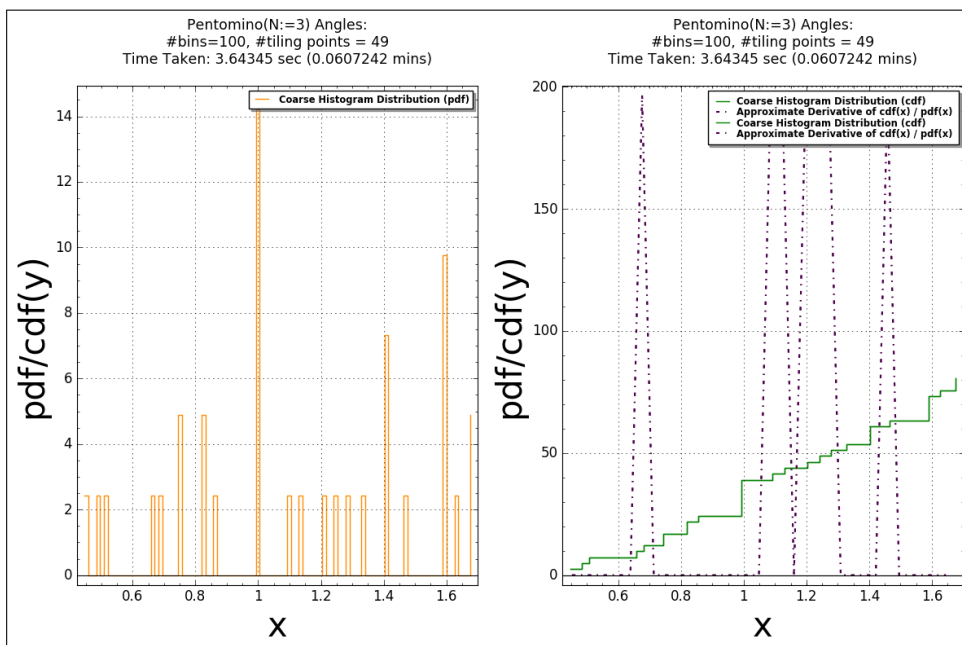 Pentomino(N:=3) Angles:
#bins=100, #tiling points = 49
Time Taken: 3.64345 sec (0.0607242 mins)
Coarse Histogram Distribution (pdf)
pdf/cdf(y)
14
12
10
8
6
4
2
0
0.6
0.8
1
1.2
1.4
1.6
x
Pentomino(N:=3) Angles:
#bins=100, #tiling points = 49
Time Taken: 3.64345 sec (0.0607242 mins)
Coarse Histogram Distribution (cdf)
Approximate Derivative of cdf(x) / pdf(x)
Coarse Histogram Distribution (cdf)
Approximate Derivative of cdf(x) / pdf(x)
pdf/cdf(y)
200
150
100
50
0
0.6
0.8
1
1.2
1.4
1.6
x